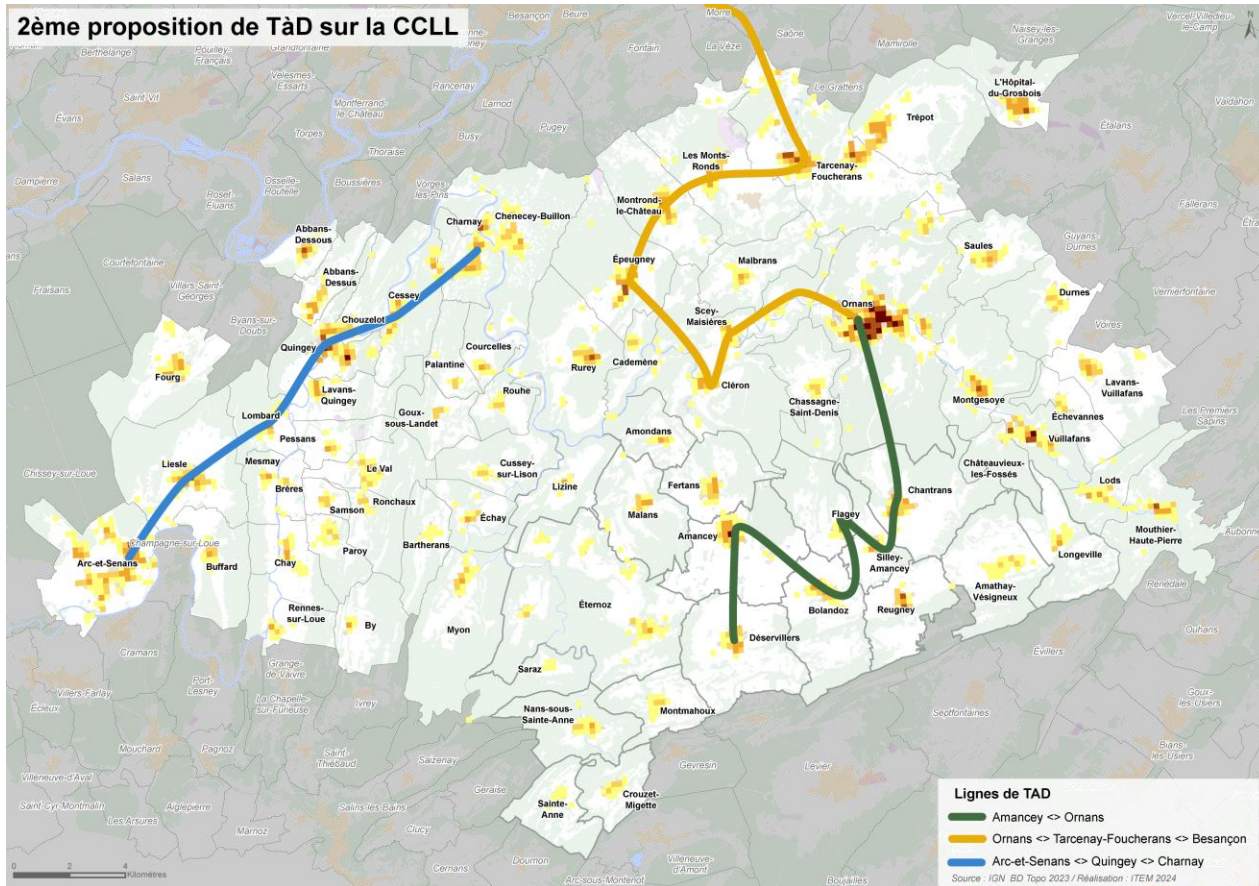 2ème proposition de TàD sur la CCLL
Besançon
Beure
Morre
La Vèze
Saône
Mamirolle
Naisey-les-
Granges
Vercel-Villedieu-
le-Camp
N
Berthelange
Pouilley-
Français
Grandfontaine
Velesmes-
Essarts
Rancenay
Fontain
Le Gratteris
L'Hôpital-
du-Grosbois
Valdahon
Saint-Vit
Montferrand-
le-Château
Larnod
Évans
Torpes
Busy
Pugey
Trépot
Étalans
Thoraise
Les Monts-
Ronds
Tarcenay-
Foucherans
Dampierre
Salans
Osselle-
Routelle
Boussières
Roset-
Fluans
Vorges-
les-Pins
Montrond-
le-Château
Fallerans
Charnay
Chenecey-Buillon
Abbans-
Dessous
Guyans-
Durnes
Courtefontaine
Saules
Épeugney
Malbrans
Fraisans
Villars-Saint-
Georges
Abbans-
Dessus
Cessey
Durnes
Vernierfontaine
Byans-sur-
Doubs
Chouzelot
Scey-
Maisières
Ornans
Voires
Quingey
Courcelles
Palantine
Rurey
Cademène
Fourg
Cléron
Lavans-
Vuillafans
Lavans-
Quingey
Rouhe
Chassagne-
Saint-Denis
Montgesoye
Échevannes
Les Premiers
Sapins
Lombard
Goux-
sous-Landet
Vuillafans
Pessans
Amondans
Chissey-sur-Loue
Liesle
Mesmay
Le Val
Cussey-
sur-Lison
Châteauvieux-
les-Fossés
Brères
Lizine
Fertans
Lods
Ronchaux
Chantrans
Samson
Échay
Malans
Flagey
Mouthier-
Haute-Pierre
Champagne-sur-Loue
Amancey
Bartherans
Silley-
Amancey
Longeville
Arc-et-Senans
Buffard
Chay
Paroy
Amathay-
Vésigneux
Renédale
Éternoz
Bolandoz
Reugney
Rennes-
sur-Loue
By
Myon
Déservillers
Ouhans
Cramans
Évillers
Saraz
Grange-
de-Vaivre
Villers-Farlay
Port-
Lesney
La Chapelle-
sur-Furieuse
Ivrey
Nans-sous-
Sainte-Anne
Montmahoux
Goux-
les-Usiers
Écleux
Septfontaines
Mouchard
Pagnoz
Saint-
Thiébaud
Saizenay
Bians-
les-Usiers
Gevresin
Levier
Villeneuve-d'Aval
Géraise
Saint-Cyr-Montmalin
Aiglepierre
Salins-les-Bains
Sainte-
Anne
Crouzet-
Migette
Les Arsures
Marnoz
Clucy
Dournon
Villeneuve-
d'Amont
Cernans
Arc-sous-Montenot
Boujailles
0 2 4
Kilomètres
Lignes de TAD
Amancey <> Ornans
Ornans <> Tarcenay-Foucherans <> Besançon
Arc-et-Senans <> Quingey <> Charnay
Source : IGN BD Topo 2023 / Réalisation : ITEM 2024